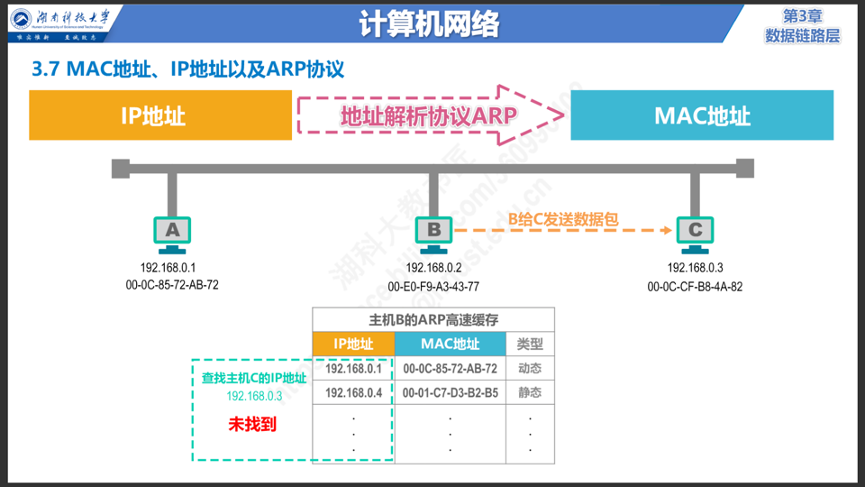 湖南科技大学
Hunan University of Science and Technology
唯实惟新 至诚致志
计算机网络
第3章
数据链路层
3.7 MAC地址、IP地址以及ARP协议
IP地址
地址解析协议ARP
MAC地址
A
B
B给C发送数据包
C
192.168.0.1
192.168.0.2
192.168.0.3
00-0C-85-72-AB-72
00-E0-F9-A3-43-77
00-0C-CF-B8-4A-82
主机B的ARP高速缓存
IP地址 MAC地址 类型
192.168.0.1 00-0C-85-72-AB-72 动态
192.168.0.4 00-01-C7-D3-B2-B5 静态
查找主机C的IP地址
192.168.0.3
未找到
湖科大教书匠